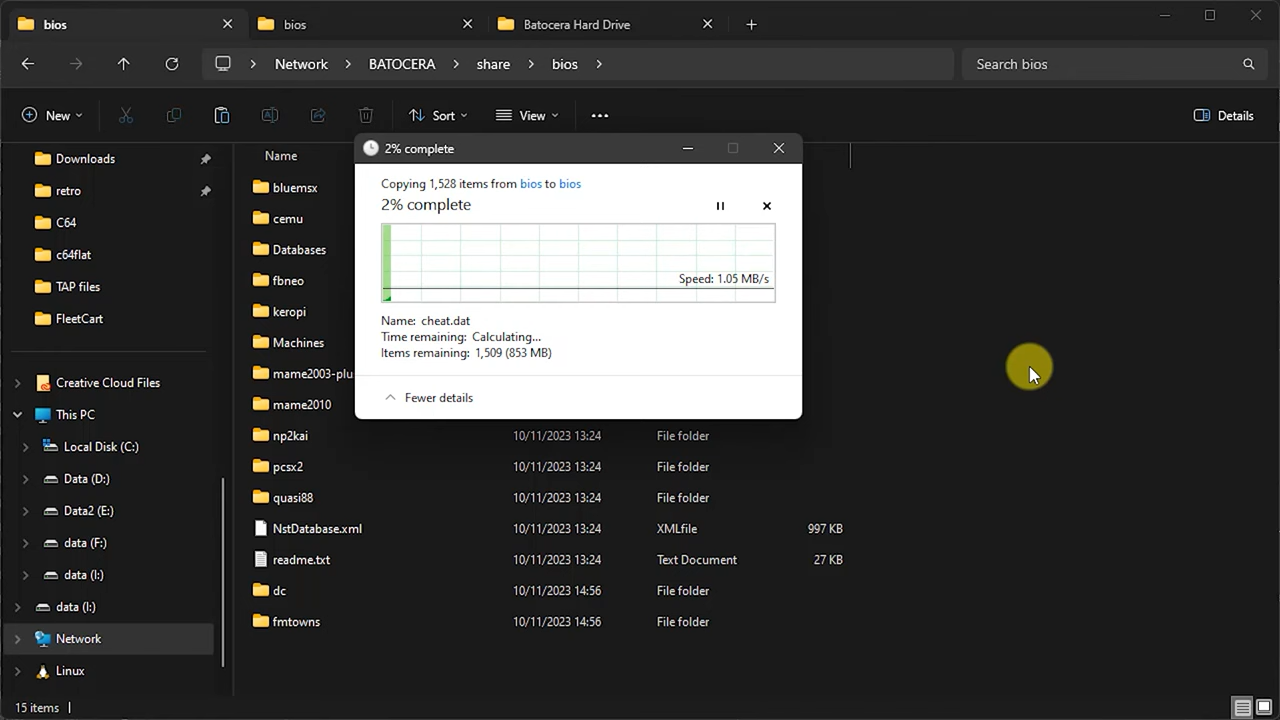 bios
bios
Batocera Hard Drive
Network
BATOCERA
share
bios
Search bios
New
Sort
View
Details
Downloads
retro
C64
c64flat
TAP files
FleetCart
Creative Cloud Files
This PC
Local Disk (C:)
Data (D:)
Data2 (E:)
data (F:)
data (I:)
data (I:)
Network
Linux
Name
bluemsx
cemu
Databases
fbneo
keropi
Machines
mame2003-plu
mame2010
np2kai 10/11/2023 13:24 File folder
pcsx2 10/11/2023 13:24 File folder
quasi88 10/11/2023 13:24 File folder
NstDatabase.xml 10/11/2023 13:24 XMLfile 997 KB
readme.txt 10/11/2023 13:24 Text Document 27 KB
dc 10/11/2023 14:56 File folder
fmtowns 10/11/2023 14:56 File folder
2% complete
Copying 1,528 items from bios to bios
2% complete
Speed: 1.05 MB/s
Name: cheat.dat
Time remaining: Calculating...
Items remaining: 1,509 (853 MB)
Fewer details
15 items